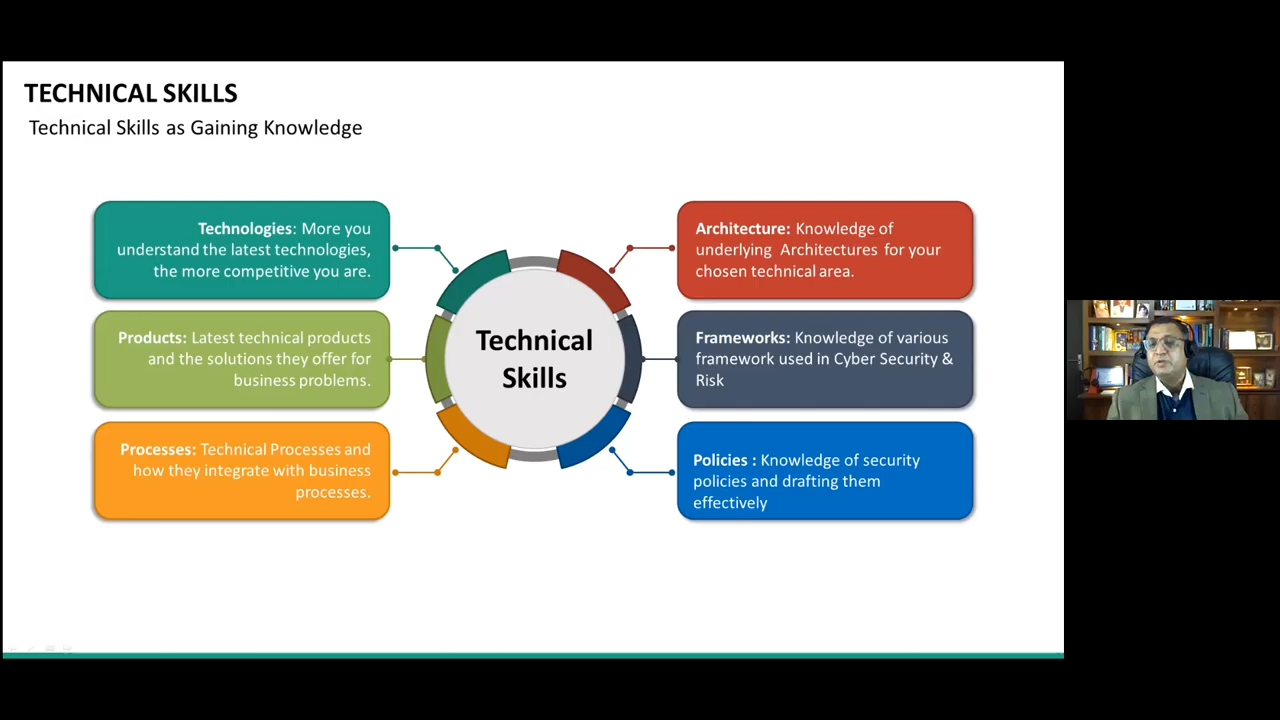 TECHNICAL SKILLS
Technical Skills as Gaining Knowledge
Technologies: More you
understand the latest technologies,
the more competitive you are.
Products: Latest technical products
and the solutions they offer for
business problems.
Processes: Technical Processes and
how they integrate with business
processes.
Technical
Skills
Architecture: Knowledge of
underlying Architectures for your
chosen technical area.
Frameworks: Knowledge of various
framework used in Cyber Security &
Risk
Policies : Knowledge of security
policies and drafting them
effectively